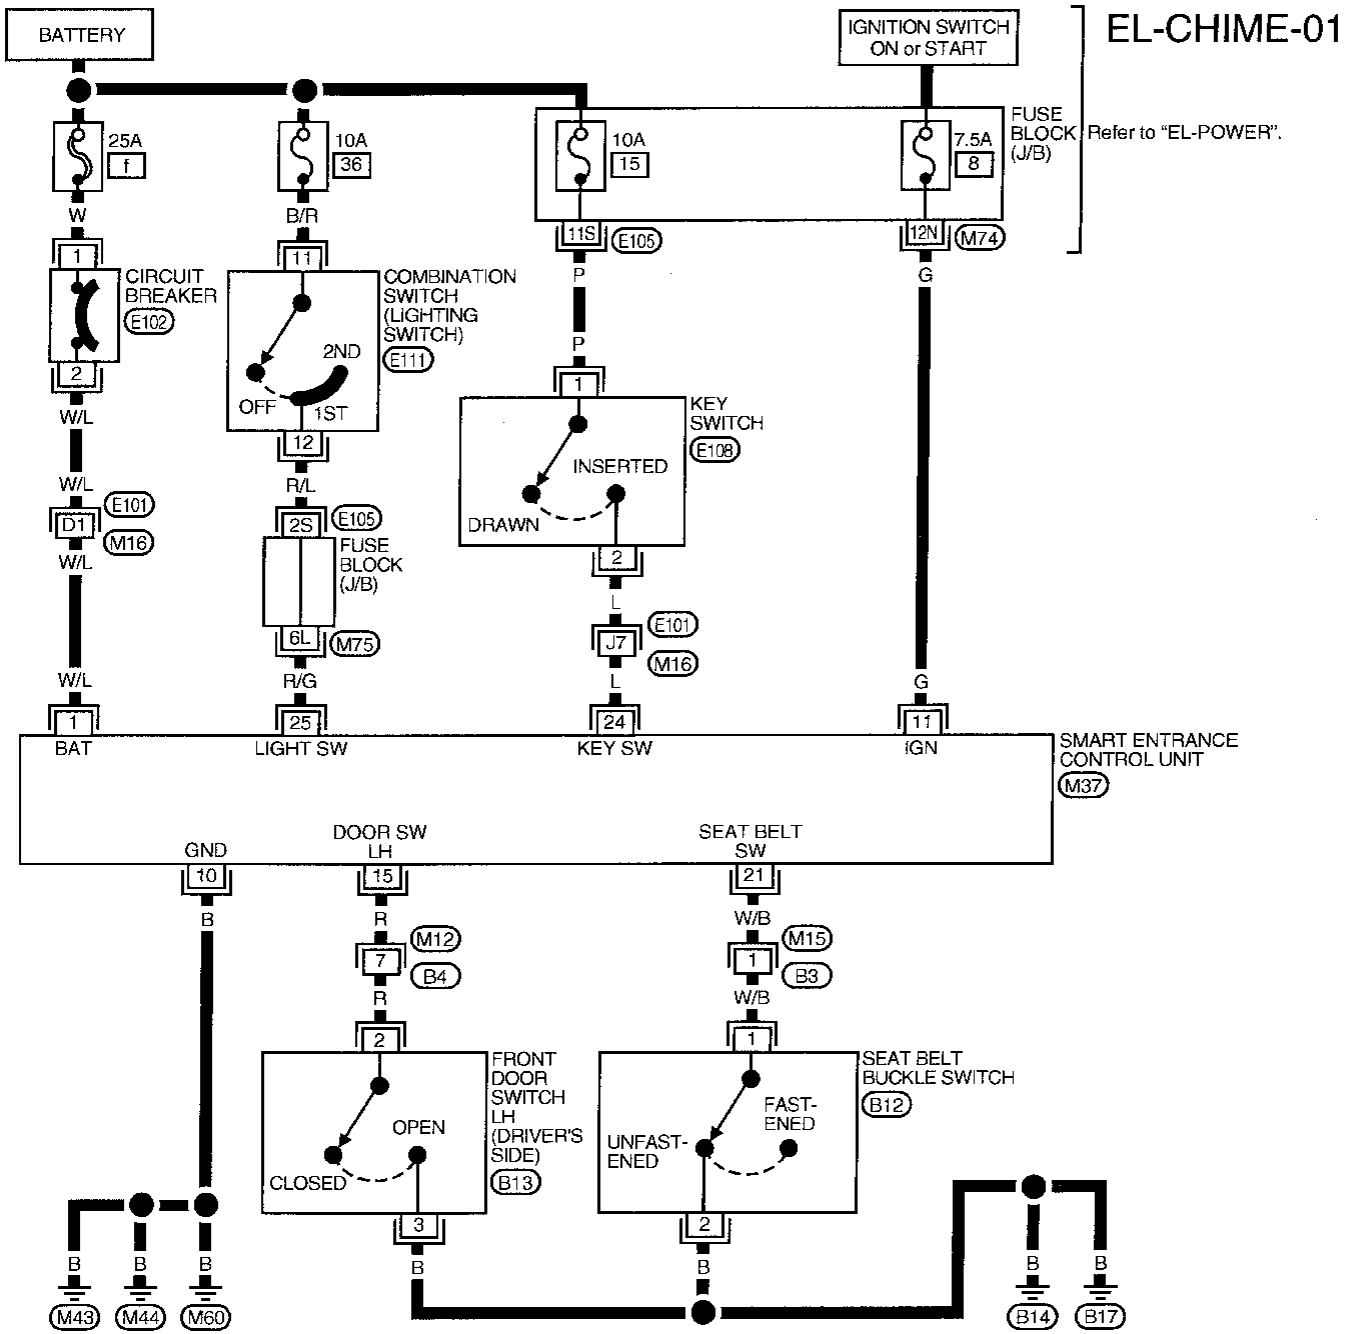 EL-CHIME-01
BATTERY
IGNITION SWITCH
ON or START
25A
f
10A
36
10A
15
7.5A
8
FUSE
BLOCK
(J/B)
Refer to "EL-POWER".
W
B/R
11S
E105
12N
M74
1
11
P
G
CIRCUIT
BREAKER
E102
COMBINATION
SWITCH
(LIGHTING
SWITCH)
E111
P
2ND
OFF
1ST
2
1
W/L
12
KEY
SWITCH
E108
INSERTED
DRAWN
W/L
R/L
D1
E101
M16
2S
E105
W/L
FUSE
BLOCK
(J/B)
2
L
6L
M75
J7
E101
M16
W/L
R/G
L
G
1
25
24
11
BAT
LIGHT SW
KEY SW
IGN
SMART ENTRANCE
CONTROL UNIT
M37
GND
DOOR SW
LH
SEAT BELT
SW
10
15
21
B
R
W/B
7
M12
B4
1
M15
B3
R
W/B
2
1
FRONT
DOOR
SWITCH
LH
(DRIVER'S
SIDE)
B13
OPEN
CLOSED
SEAT BELT
BUCKLE SWITCH
B12
FAST-
ENED
UNFAST-
ENED
3
2
B
B
B
B
B
B
B
M43
M44
M60
B14
B17